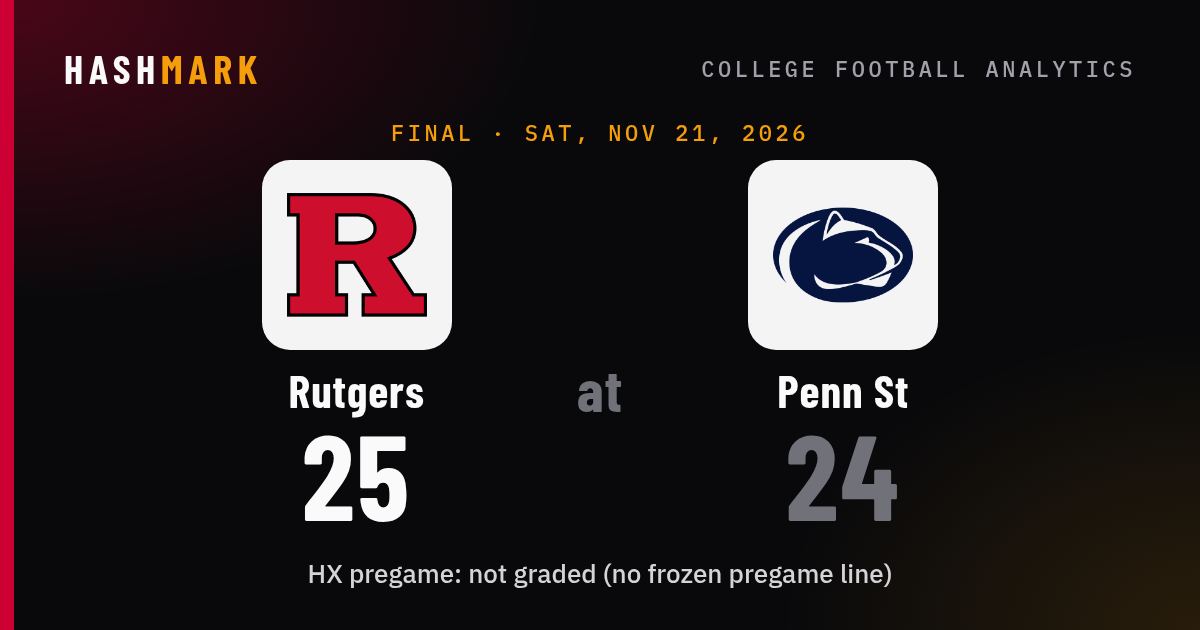 HASHMARK
COLLEGE FOOTBALL ANALYTICS
FINAL · SAT, NOV 21, 2026
R
Rutgers
at
Penn St
25
24
HX pregame: not graded (no frozen pregame line)